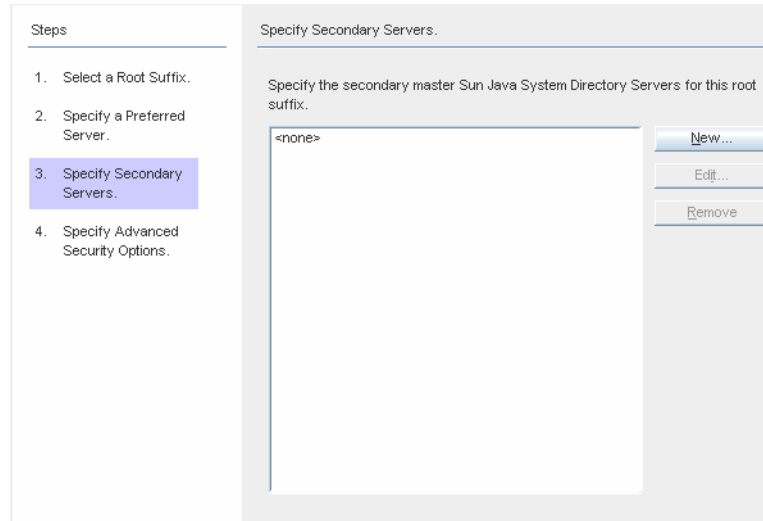 Steps
1. Select a Root Suffix.
2. Specify a Preferred
Server.
3. Specify Secondary
Servers.
4. Specify Advanced
Security Options.
Specify Secondary Servers.
Specify the secondary master Sun Java System Directory Servers for this root
suffix.
<none>
New...
Edit...
Remove